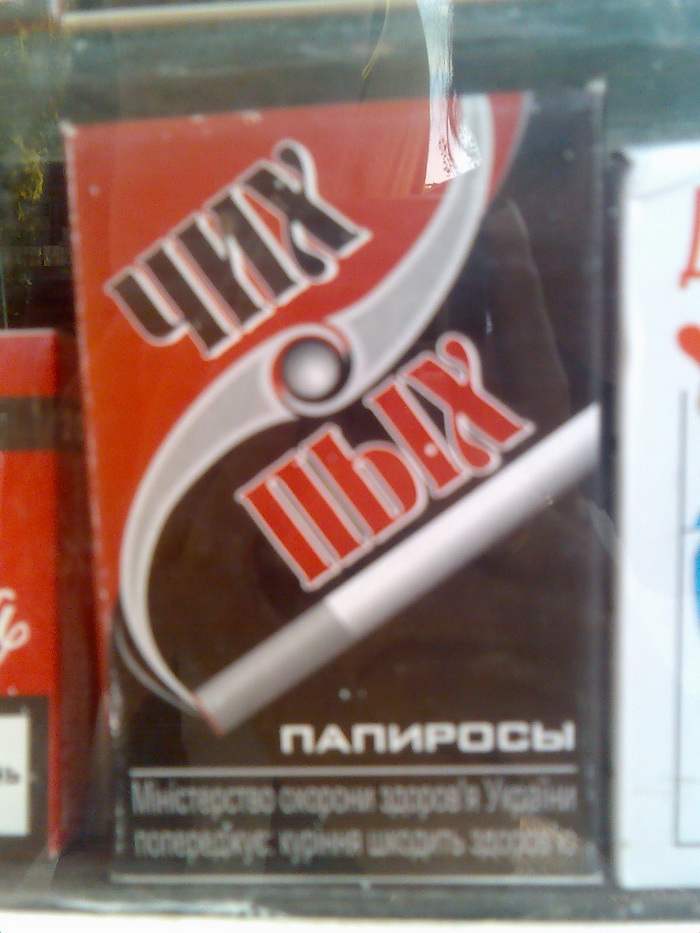 ЧИХ
ПЫХ
ПАПИРОСЫ
Міністерство охорони здоров'я України
попереджує: куріння шкодить здоров'ю